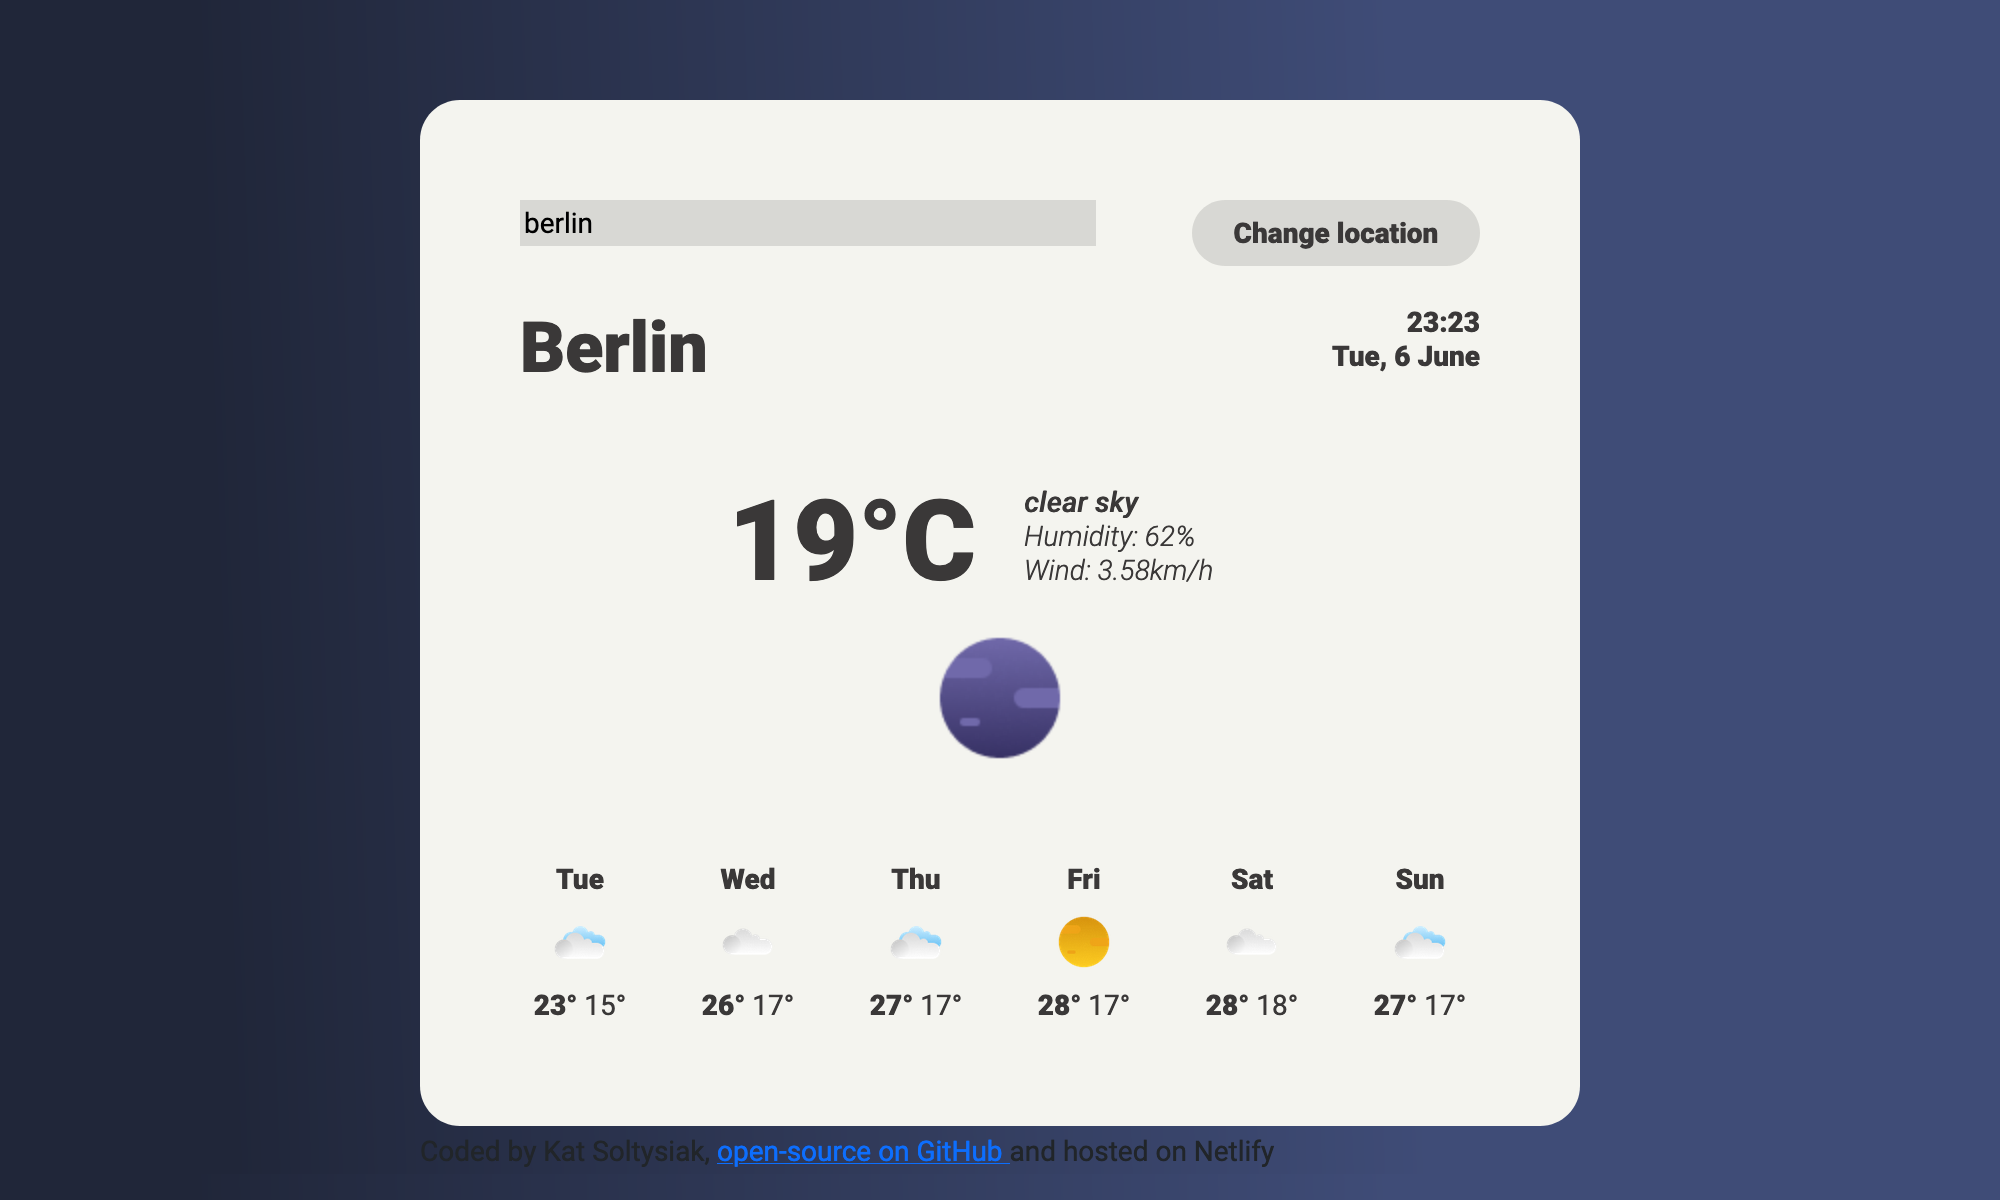 berlin
Change location
Berlin
23:23
Tue, 6 June
19°C
clear sky
Humidity: 62%
Wind: 3.58km/h
Tue Wed Thu Fri Sat Sun
23° 15° 26° 17° 27° 17° 28° 17° 28° 18° 27° 17°
Coded by Kat Soltysiak, open-source on GitHub and hosted on Netlify